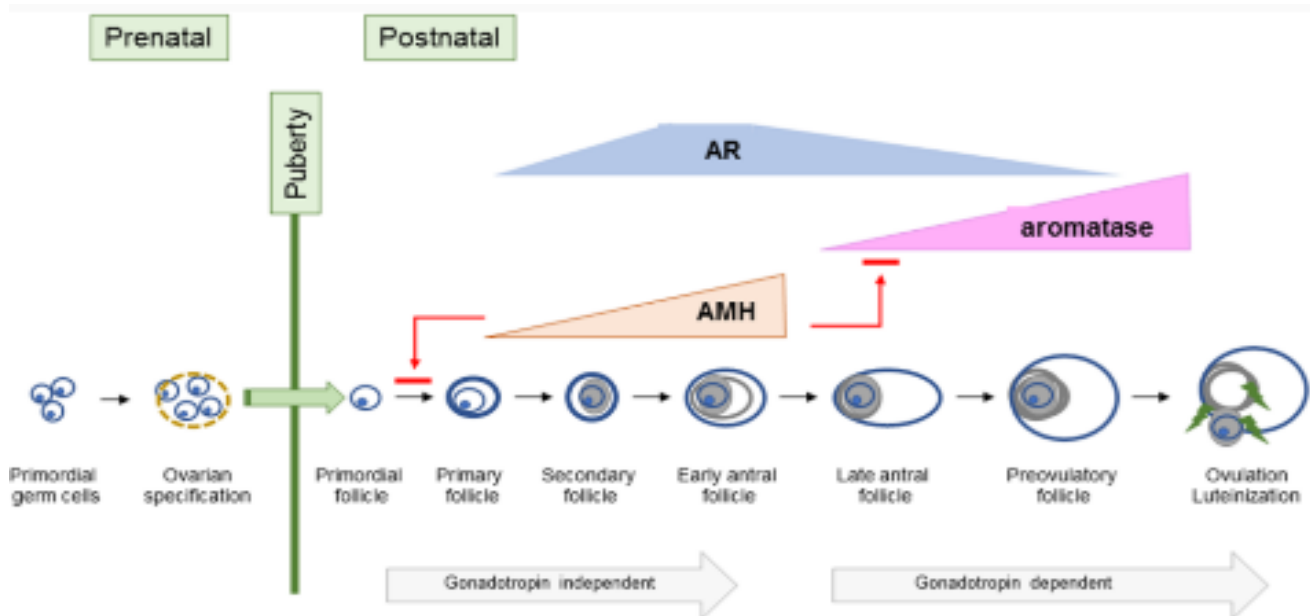 Prenatal
Postnatal
Puberty
AR
aromatase
AMH
Primordial
germ cells
Ovarian
specification
Primordial
follicle
Primary
follicle
Secondary
follicle
Early antral
follicle
Late antral
follicle
Preovulatory
follicle
Ovulation
Luteinization
Gonadotropin independent
Gonadotropin dependent